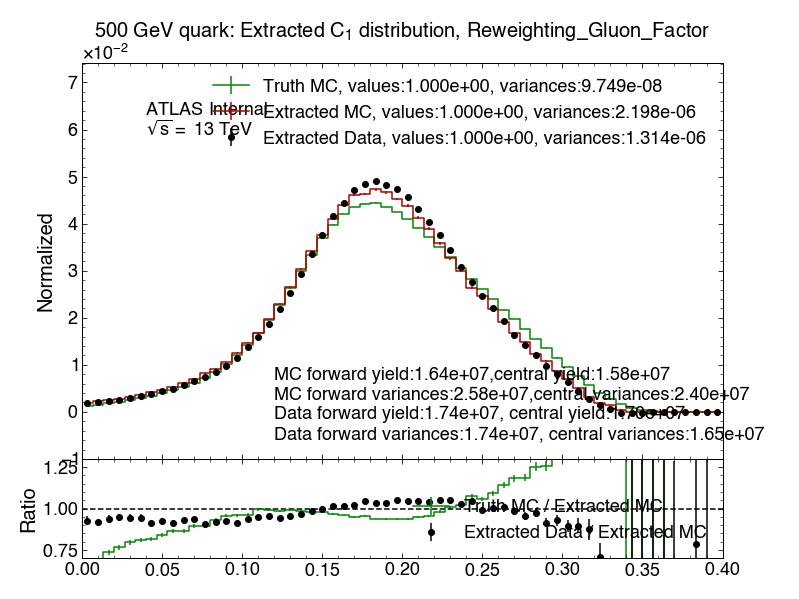 500 GeV quark: Extracted C₁ distribution, Reweighting_Gluon_Factor
×10⁻²
Truth MC, values:1.000e+00, variances:9.749e-08
ATLAS Internal
Extracted MC, values:1.000e+00, variances:2.198e-06
√s = 13 TeV
Extracted Data, values:1.000e+00, variances:1.314e-06
7
6
5
4
3
2
1
0
-1
Normalized
MC forward yield:1.64e+07,central yield:1.58e+07
MC forward variances:2.58e+07,central variances:2.40e+07
Data forward yield:1.74e+07, central yield:
Data forward variances:1.74e+07, central variances:1.65e+07
1.25
1.00
0.75
Ratio
Truth MC / Extracted MC
Extracted Data / Extracted MC
0.00 0.05 0.10 0.15 0.20 0.25 0.30 0.35 0.40